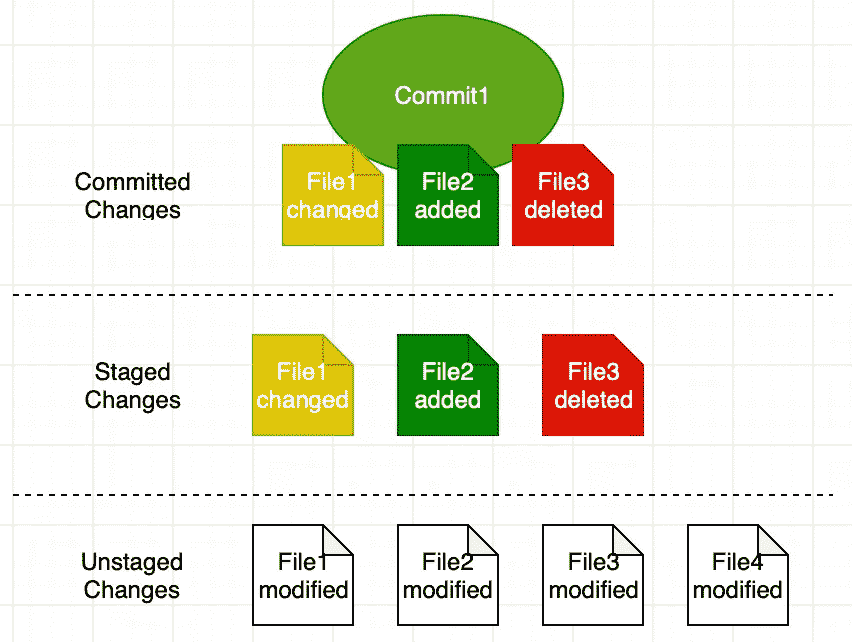 Commit1
Committed
Changes
File1
changed
File2
added
File3
deleted
Staged
Changes
File1
changed
File2
added
File3
deleted
Unstaged
Changes
File1
modified
File2
modified
File3
modified
File4
modified